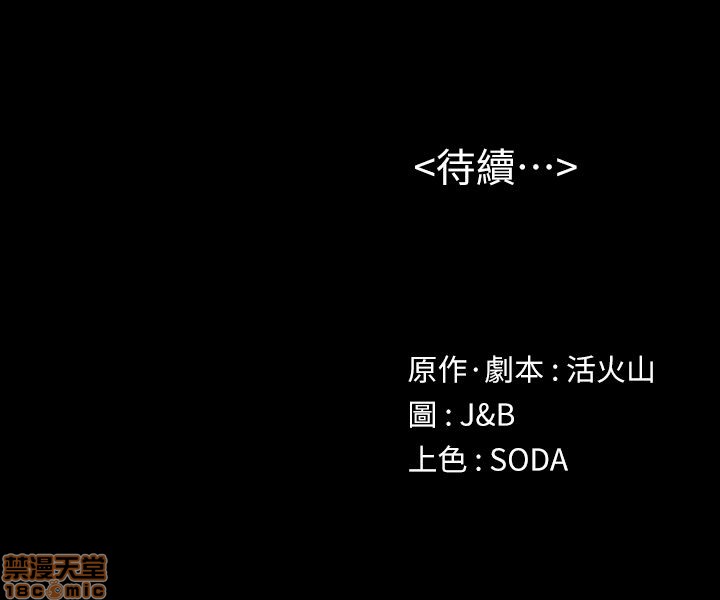 <待續⋯>
原作·劇本 : 活火山
圖 : J&B
上色 : SODA
禁漫天堂
18comic